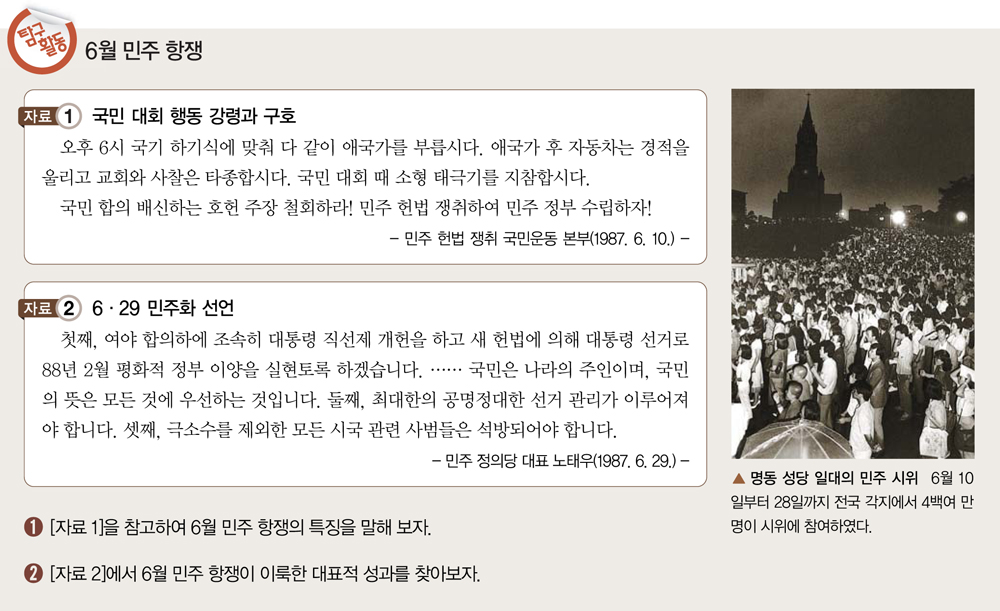 탐구
활동
6월 민주 항쟁
자료 1 국민 대회 행동 강령과 구호
오후 6시 국기 하기식에 맞춰 다 같이 애국가를 부릅시다. 애국가 후 자동차는 경적을
울리고 교회와 사찰은 타종합시다. 국민 대회 때 소형 태극기를 지참합시다.
국민 합의 배신하는 호헌 주장 철회하라! 민주 헌법 쟁취하여 민주 정부 수립하자!
– 민주 헌법 쟁취 국민운동 본부(1987. 6. 10.) –
자료 2 6·29 민주화 선언
첫째, 여야 합의하에 조속히 대통령 직선제 개헌을 하고 새 헌법에 의해 대통령 선거로
88년 2월 평화적 정부 이양을 실현토록 하겠습니다. …… 국민은 나라의 주인이며, 국민
의 뜻은 모든 것에 우선하는 것입니다. 둘째, 최대한의 공명정대한 선거 관리가 이루어져
야 합니다. 셋째, 극소수를 제외한 모든 시국 관련 사범들은 석방되어야 합니다.
– 민주 정의당 대표 노태우(1987. 6. 29.) –
▲ 명동 성당 일대의 민주 시위 6월 10
일부터 28일까지 전국 각지에서 4백여 만
명이 시위에 참여하였다.
1 [자료 1]을 참고하여 6월 민주 항쟁의 특징을 말해 보자.
2 [자료 2]에서 6월 민주 항쟁이 이룩한 대표적 성과를 찾아보자.